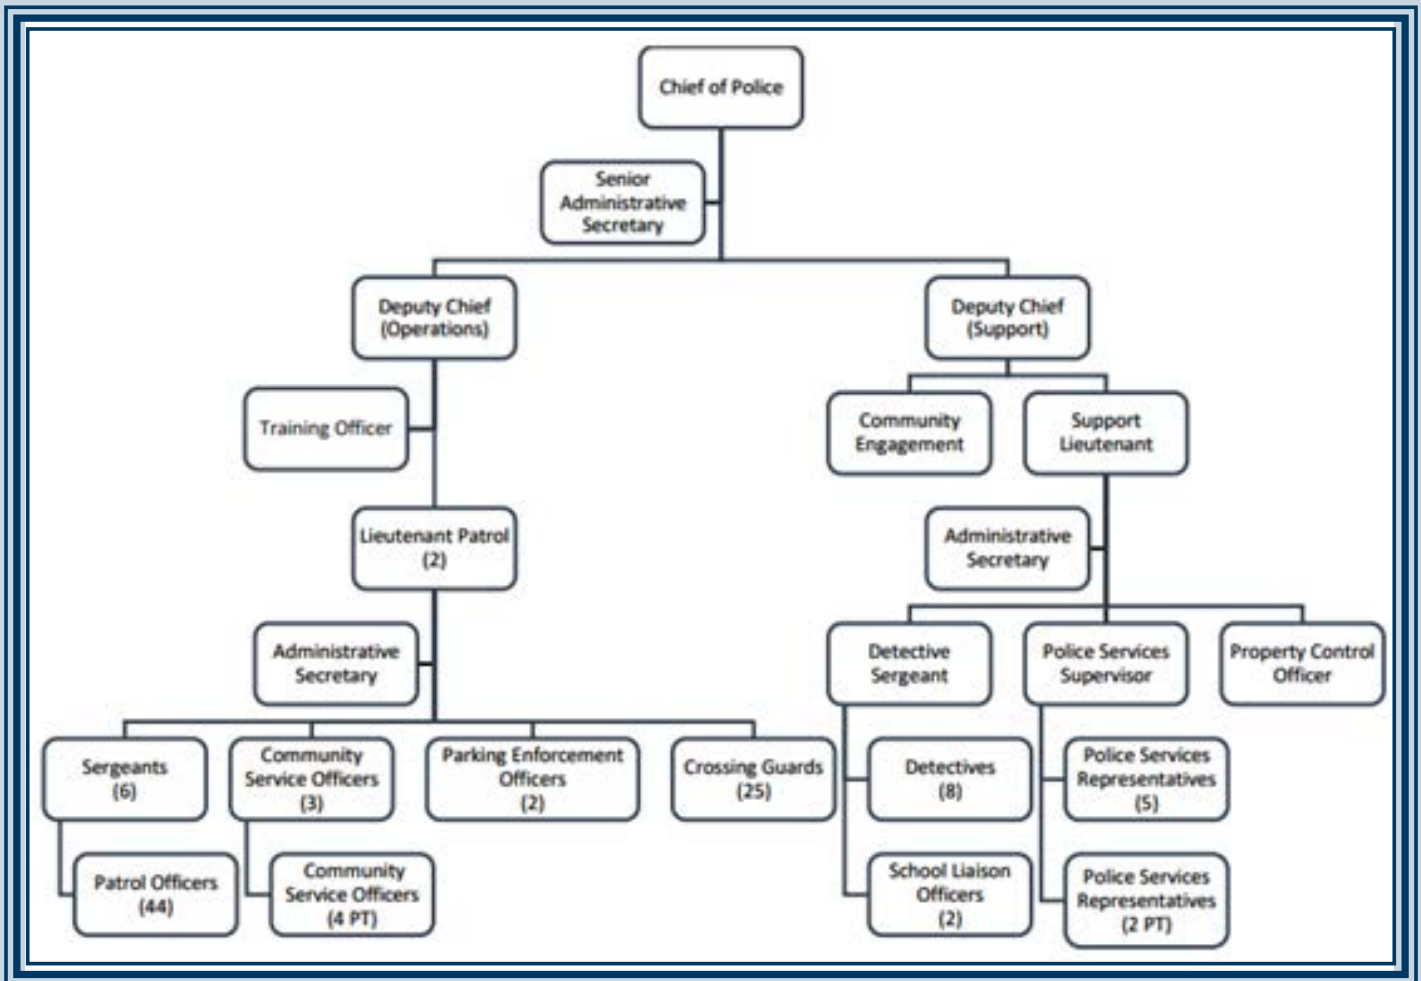 Chief of Police
Senior
Administrative
Secretary
Deputy Chief
(Operations)
Deputy Chief
(Support)
Training Officer
Community
Engagement
Support
Lieutenant
Lieutenant Patrol
(2)
Administrative
Secretary
Administrative
Secretary
Detective
Sergeant
Police Services
Supervisor
Property Control
Officer
Sergeants
(6)
Community
Service Officers
(3)
Parking Enforcement
Officers
(2)
Crossing Guards
(25)
Detectives
(8)
Police Services
Representatives
(5)
Patrol Officers
(44)
Community
Service Officers
(4 PT)
School Liaison
Officers
(2)
Police Services
Representatives
(2 PT)